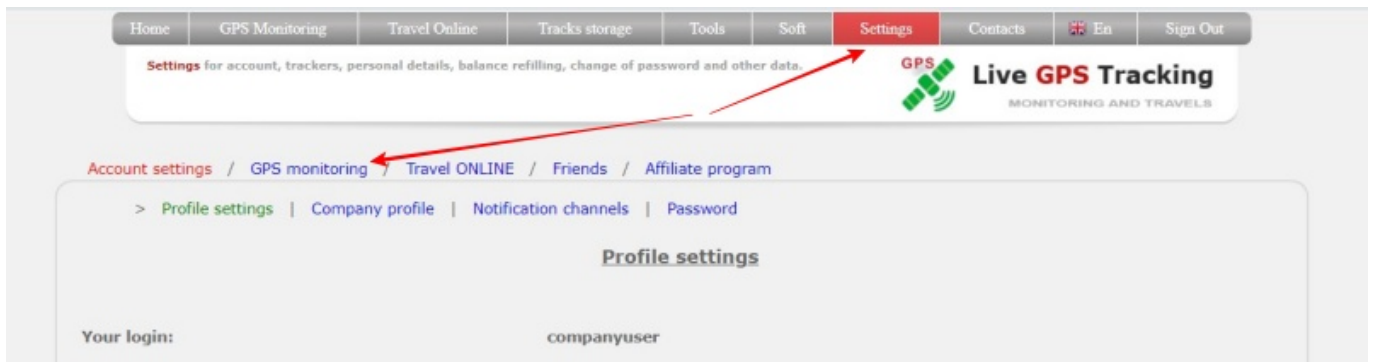 Home GPS Monitoring Travel Online Tracks storage Tools Soft Settings Contacts En Sign Out
Settings for account, trackers, personal details, balance refilling, change of password and other data.
GPS
Live GPS Tracking
MONITORING AND TRAVELS
Account settings / GPS monitoring / Travel ONLINE / Friends / Affiliate program
> Profile settings | Company profile | Notification channels | Password
Profile settings
Your login: companyuser